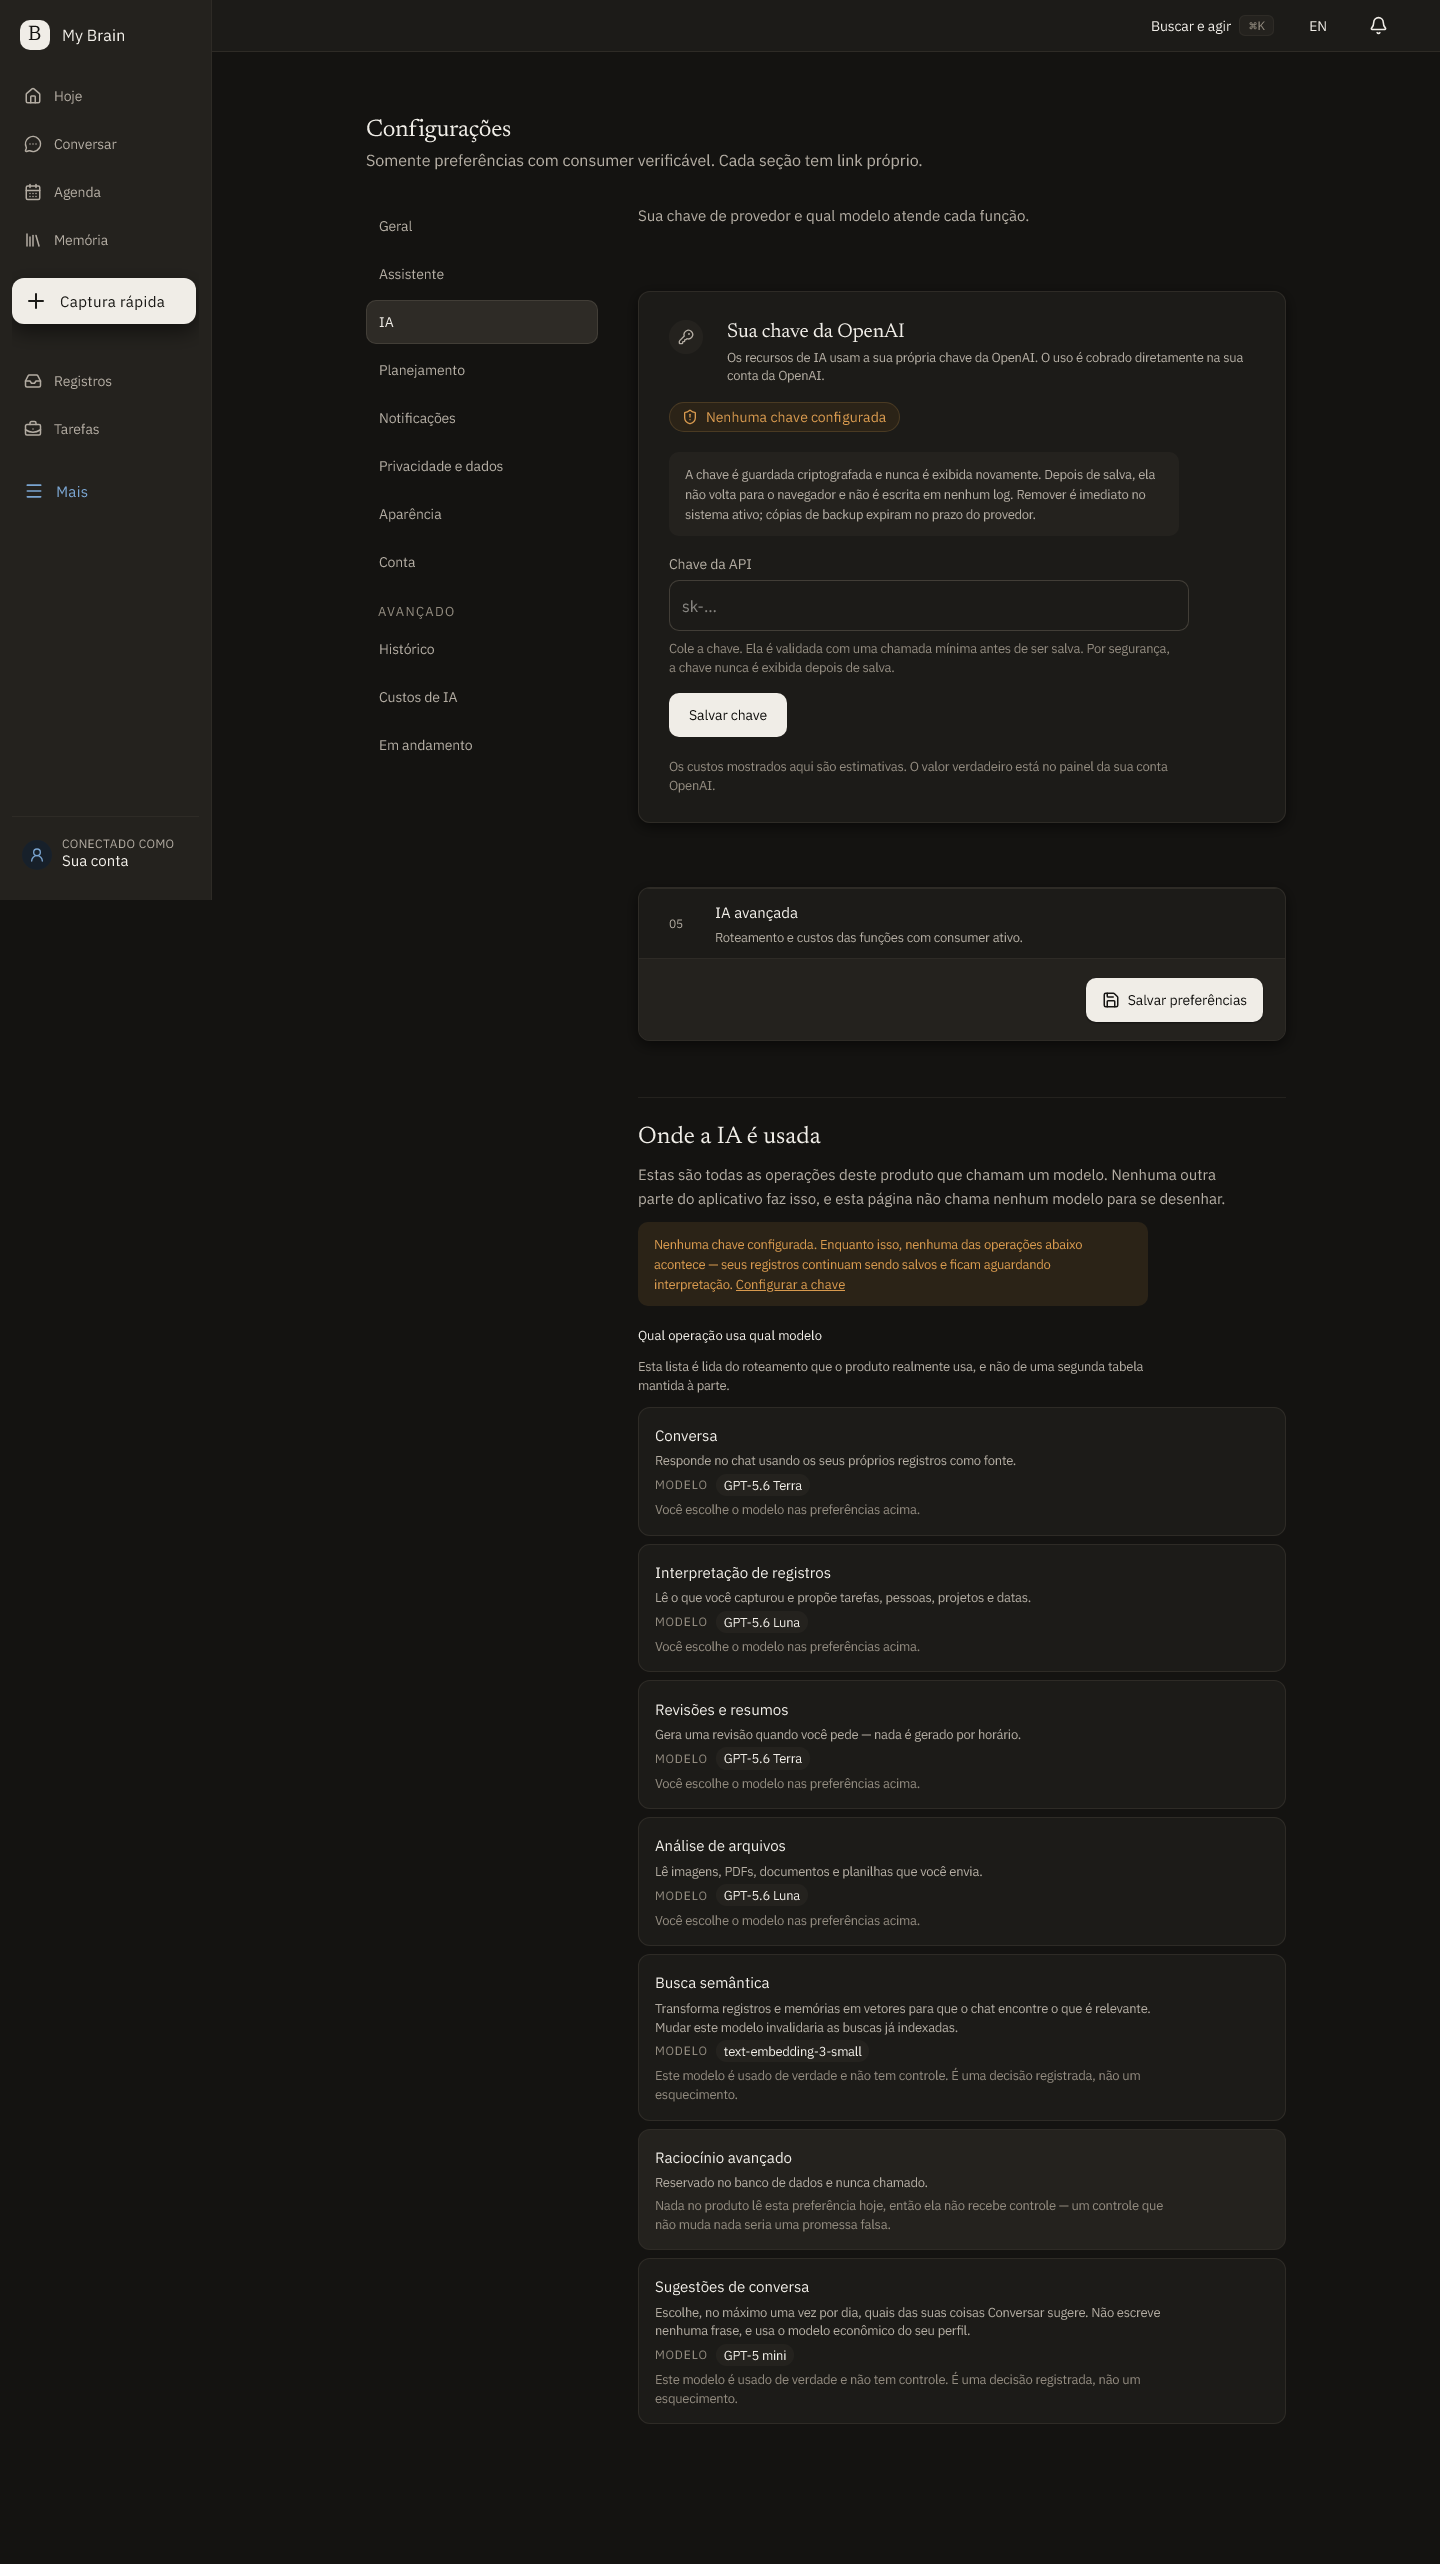 B My Brain
Buscar e agir ⌘K EN
Hoje
Conversar
Agenda
Memória
Captura rápida
Registros
Tarefas
Mais
CONECTADO COMO
Sua conta
Configurações
Somente preferências com consumer verificável. Cada seção tem link próprio.
Geral
Assistente
IA
Planejamento
Notificações
Privacidade e dados
Aparência
Conta
AVANÇADO
Histórico
Custos de IA
Em andamento
Sua chave de provedor e qual modelo atende cada função.
Sua chave da OpenAI
Os recursos de IA usam a sua própria chave da OpenAI. O uso é cobrado diretamente na sua
conta da OpenAI.
Nenhuma chave configurada
A chave é guardada criptografada e nunca é exibida novamente. Depois de salva, ela
não volta para o navegador e não é escrita em nenhum log. Remover é imediato no
sistema ativo; cópias de backup expiram no prazo do provedor.
Chave da API
sk-...
Cole a chave. Ela é validada com uma chamada mínima antes de ser salva. Por segurança,
a chave nunca é exibida depois de salva.
Salvar chave
Os custos mostrados aqui são estimativas. O valor verdadeiro está no painel da sua conta
OpenAI.
05
IA avançada
Roteamento e custos das funções com consumer ativo.
Salvar preferências
Onde a IA é usada
Estas são todas as operações deste produto que chamam um modelo. Nenhuma outra
parte do aplicativo faz isso, e esta página não chama nenhum modelo para se desenhar.
Nenhuma chave configurada. Enquanto isso, nenhuma das operações abaixo
acontece — seus registros continuam sendo salvos e ficam aguardando
interpretação. Configurar a chave
Qual operação usa qual modelo
Esta lista é lida do roteamento que o produto realmente usa, e não de uma segunda tabela
mantida à parte.
Conversa
Responde no chat usando os seus próprios registros como fonte.
MODELO GPT-5.6 Terra
Você escolhe o modelo nas preferências acima.
Interpretação de registros
Lê o que você capturou e propõe tarefas, pessoas, projetos e datas.
MODELO GPT-5.6 Luna
Você escolhe o modelo nas preferências acima.
Revisões e resumos
Gera uma revisão quando você pede — nada é gerado por horário.
MODELO GPT-5.6 Terra
Você escolhe o modelo nas preferências acima.
Análise de arquivos
Lê imagens, PDFs, documentos e planilhas que você envia.
MODELO GPT-5.6 Luna
Você escolhe o modelo nas preferências acima.
Busca semântica
Transforma registros e memórias em vetores para que o chat encontre o que é relevante.
Mudar este modelo invalidaria as buscas já indexadas.
MODELO text-embedding-3-small
Este modelo é usado de verdade e não tem controle. É uma decisão registrada, não um
esquecimento.
Raciocínio avançado
Reservado no banco de dados e nunca chamado.
Nada no produto lê esta preferência hoje, então ela não recebe controle — um controle que
não muda nada seria uma promessa falsa.
Sugestões de conversa
Escolhe, no máximo uma vez por dia, quais das suas coisas Conversar sugere. Não escreve
nenhuma frase, e usa o modelo econômico do seu perfil.
MODELO GPT-5 mini
Este modelo é usado de verdade e não tem controle. É uma decisão registrada, não um
esquecimento.